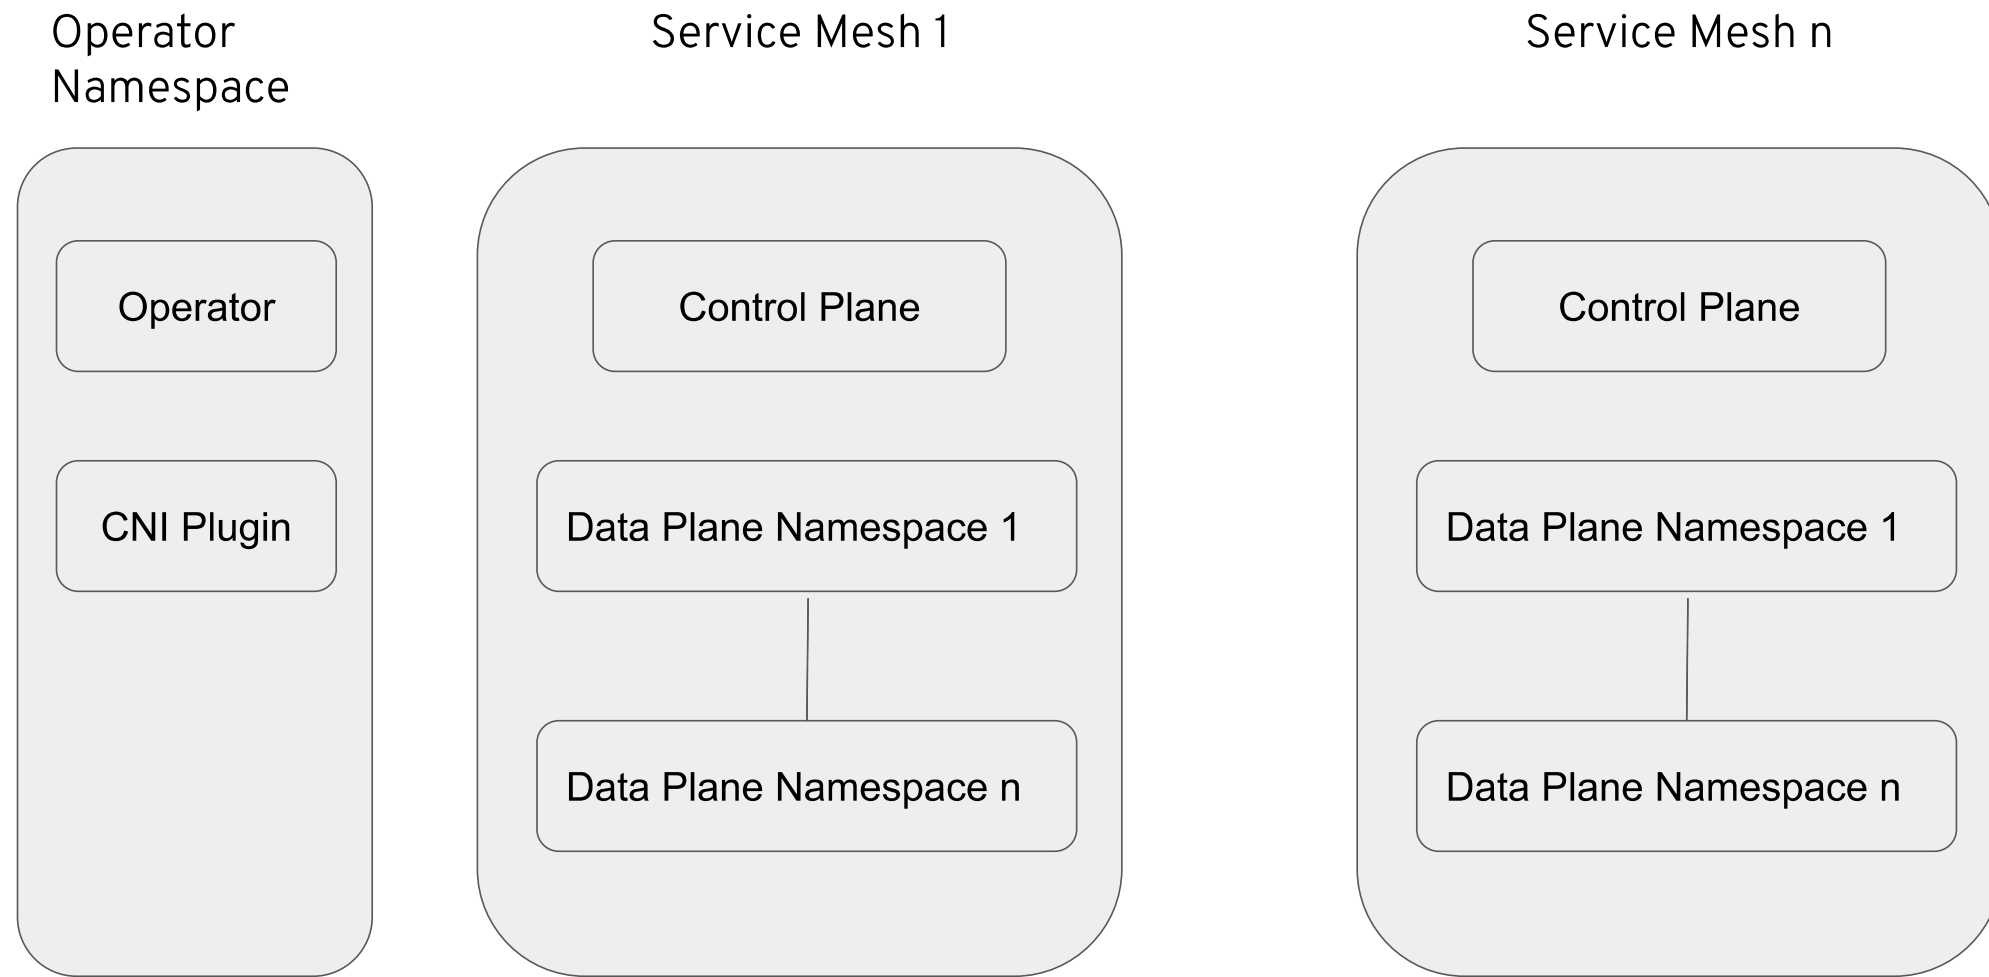 Operator
Namespace
Service Mesh 1
Service Mesh n
Operator
CNI Plugin
Control Plane
Data Plane Namespace 1
Data Plane Namespace n
Control Plane
Data Plane Namespace 1
Data Plane Namespace n